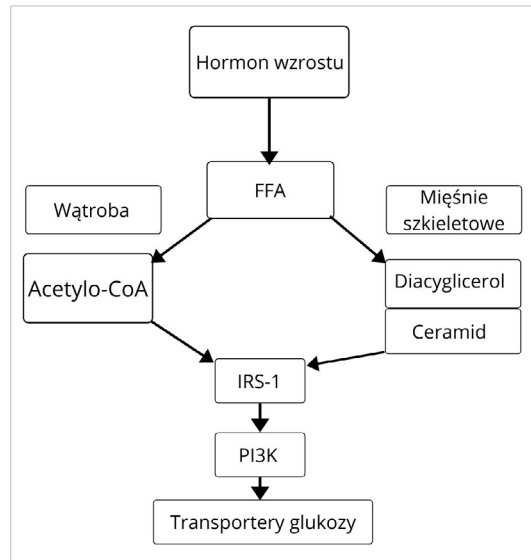 Hormon wzrostu
FFA
Wątroba
Mięśnie
szkieletowe
Acetylo-CoA
Diacyglicerol
Ceramid
IRS-1
PI3K
Transportery glukozy